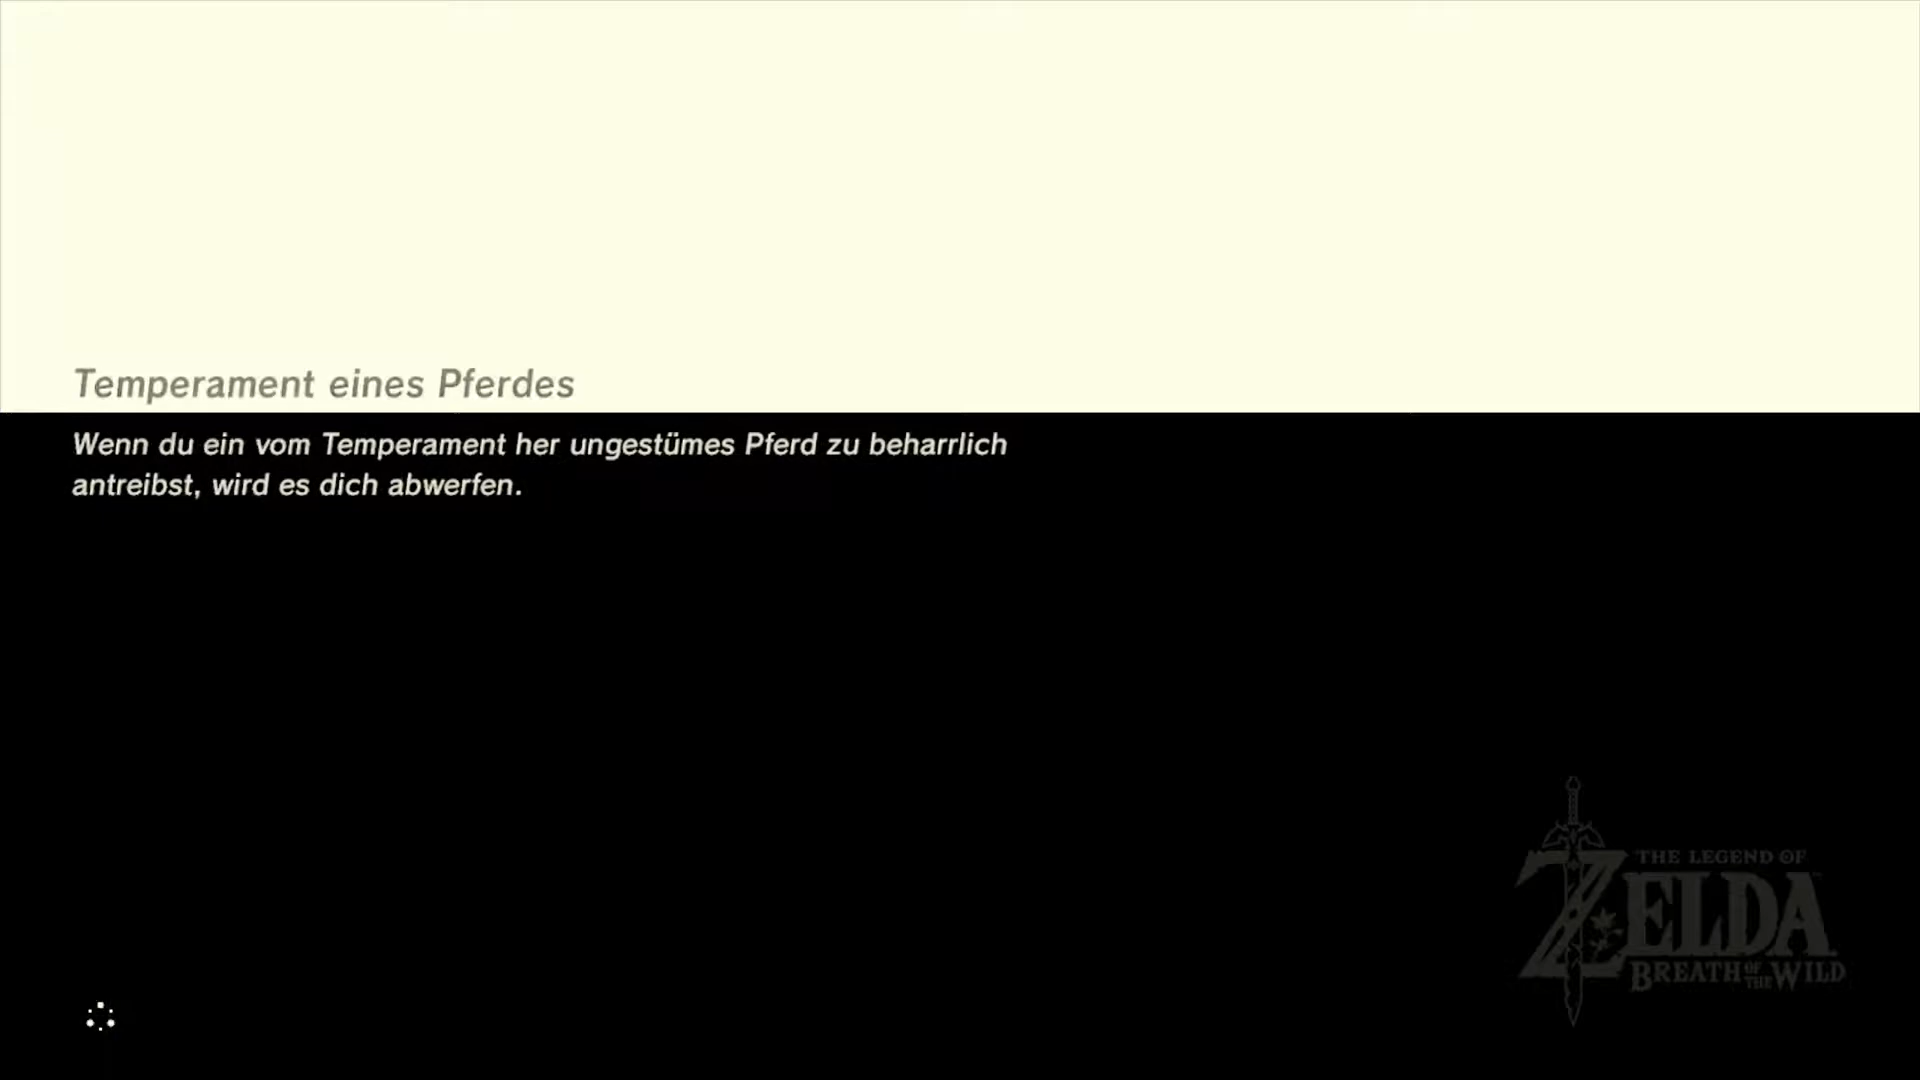 Temperament eines Pferdes
Wenn du ein vom Temperament her ungestümes Pferd zu beharrlich
antreibst, wird es dich abwerfen.
THE LEGEND OF
ZELDA
BREATH OF THE WILD